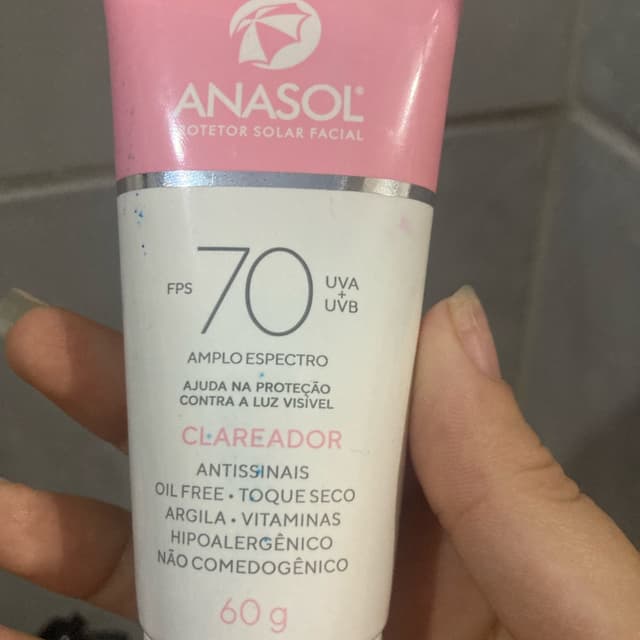 ANASOL®
PROTETOR SOLAR FACIAL
FPS 70 UVA + UVB
AMPLO ESPECTRO
AJUDA NA PROTEÇÃO
CONTRA A LUZ VISÍVEL
CLAREADOR
ANTISSINAIS
OIL FREE • TOQUE SECO
ARGILA • VITAMINAS
HIPOALERGÊNICO
NÃO COMEDOGÊNICO
60 g